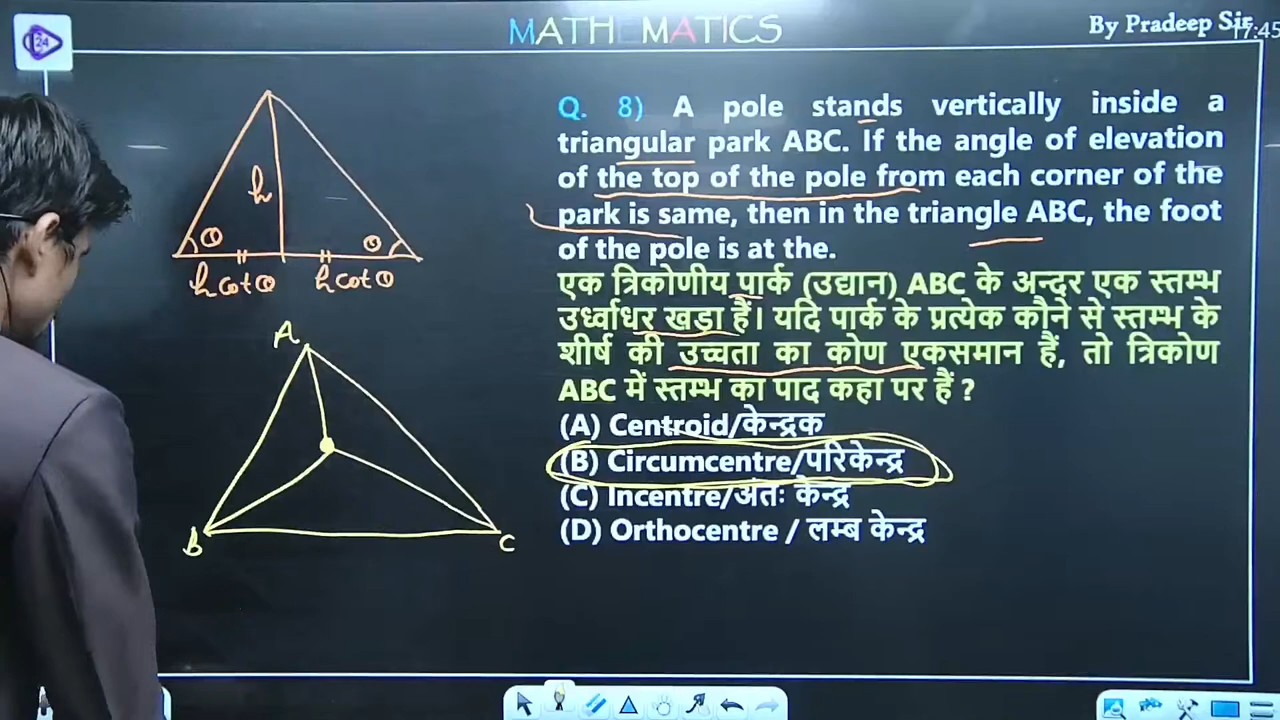 24
MATHEMATICS
By Pradeep Sir
17:45
h
θ
θ
h cot θ
h cot θ
A
B
C
Q. 8) A pole stands vertically inside a
triangular park ABC. If the angle of elevation
of the top of the pole from each corner of the
park is same, then in the triangle ABC, the foot
of the pole is at the.
एक त्रिकोणीय पार्क (उद्यान) ABC के अन्दर एक स्तम्भ
उर्ध्वाधर खड़ा हैं। यदि पार्क के प्रत्येक कौने से स्तम्भ के
शीर्ष की उच्चता का कोण एकसमान हैं, तो त्रिकोण
ABC में स्तम्भ का पाद कहा पर हैं ?
(A) Centroid/केन्द्रक
(B) Circumcentre/परिकेन्द्र
(C) Incentre/अंतः केन्द्र
(D) Orthocentre / लम्ब केन्द्र